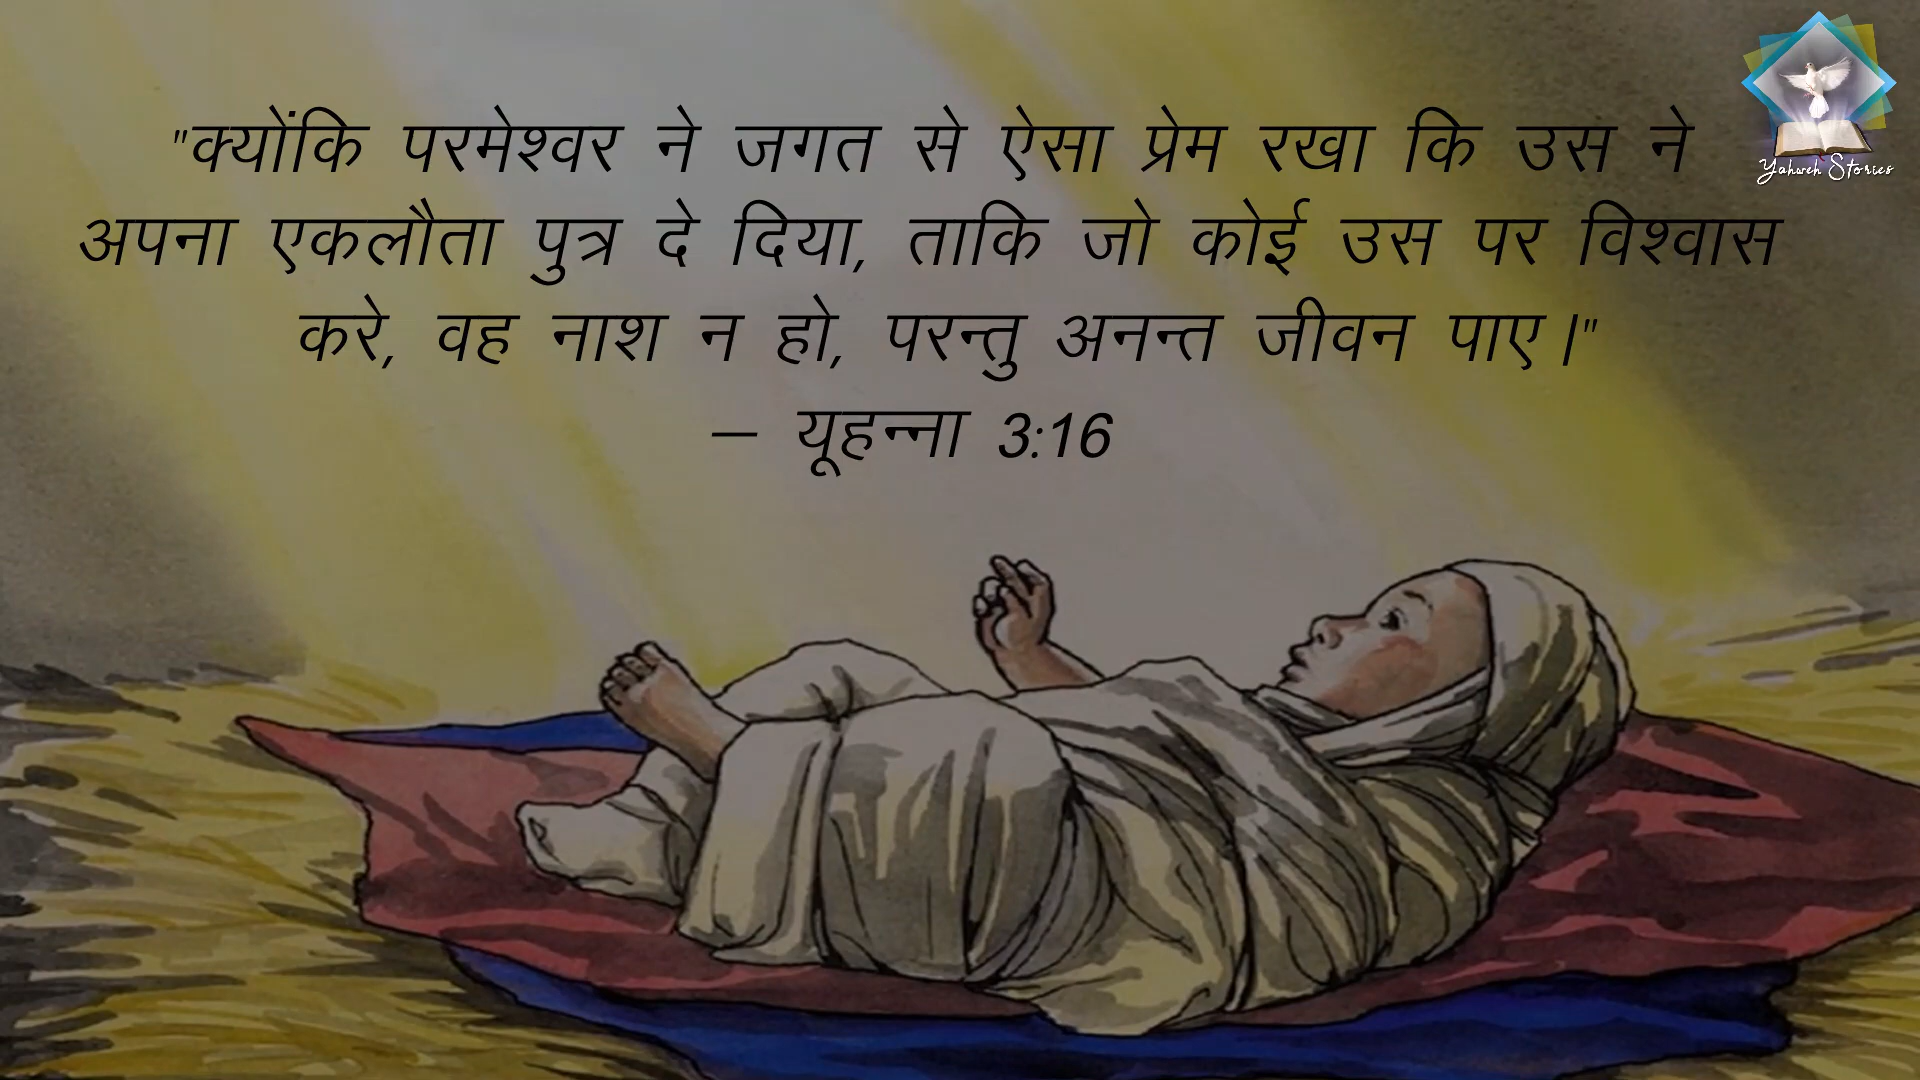 "क्योंकि परमेश्वर ने जगत से ऐसा प्रेम रखा कि उस ने
अपना एकलौता पुत्र दे दिया, ताकि जो कोई उस पर विश्वास
करे, वह नाश न हो, परन्तु अनन्त जीवन पाए।"
– यूहन्ना 3:16
Yahweh Stories